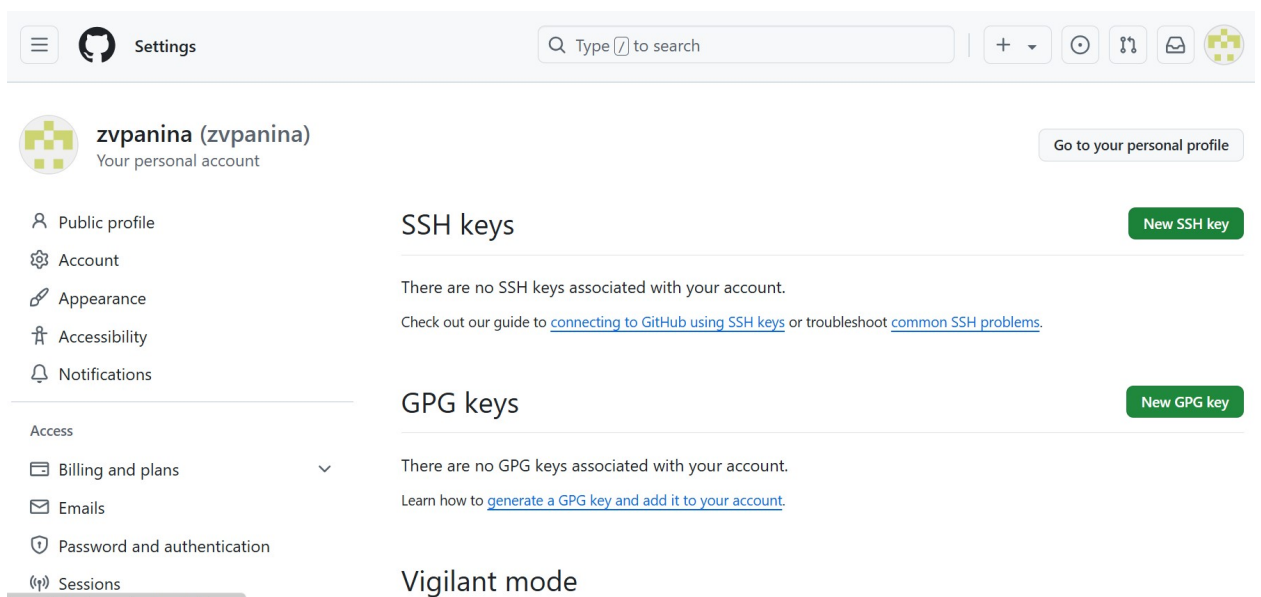 Settings
Type / to search
zvpanina (zvpanina)
Your personal account
Go to your personal profile
Public profile
Account
Appearance
Accessibility
Notifications
Access
Billing and plans
Emails
Password and authentication
Sessions
SSH keys
New SSH key
There are no SSH keys associated with your account.
Check out our guide to connecting to GitHub using SSH keys or troubleshoot common SSH problems.
GPG keys
New GPG key
There are no GPG keys associated with your account.
Learn how to generate a GPG key and add it to your account.
Vigilant mode